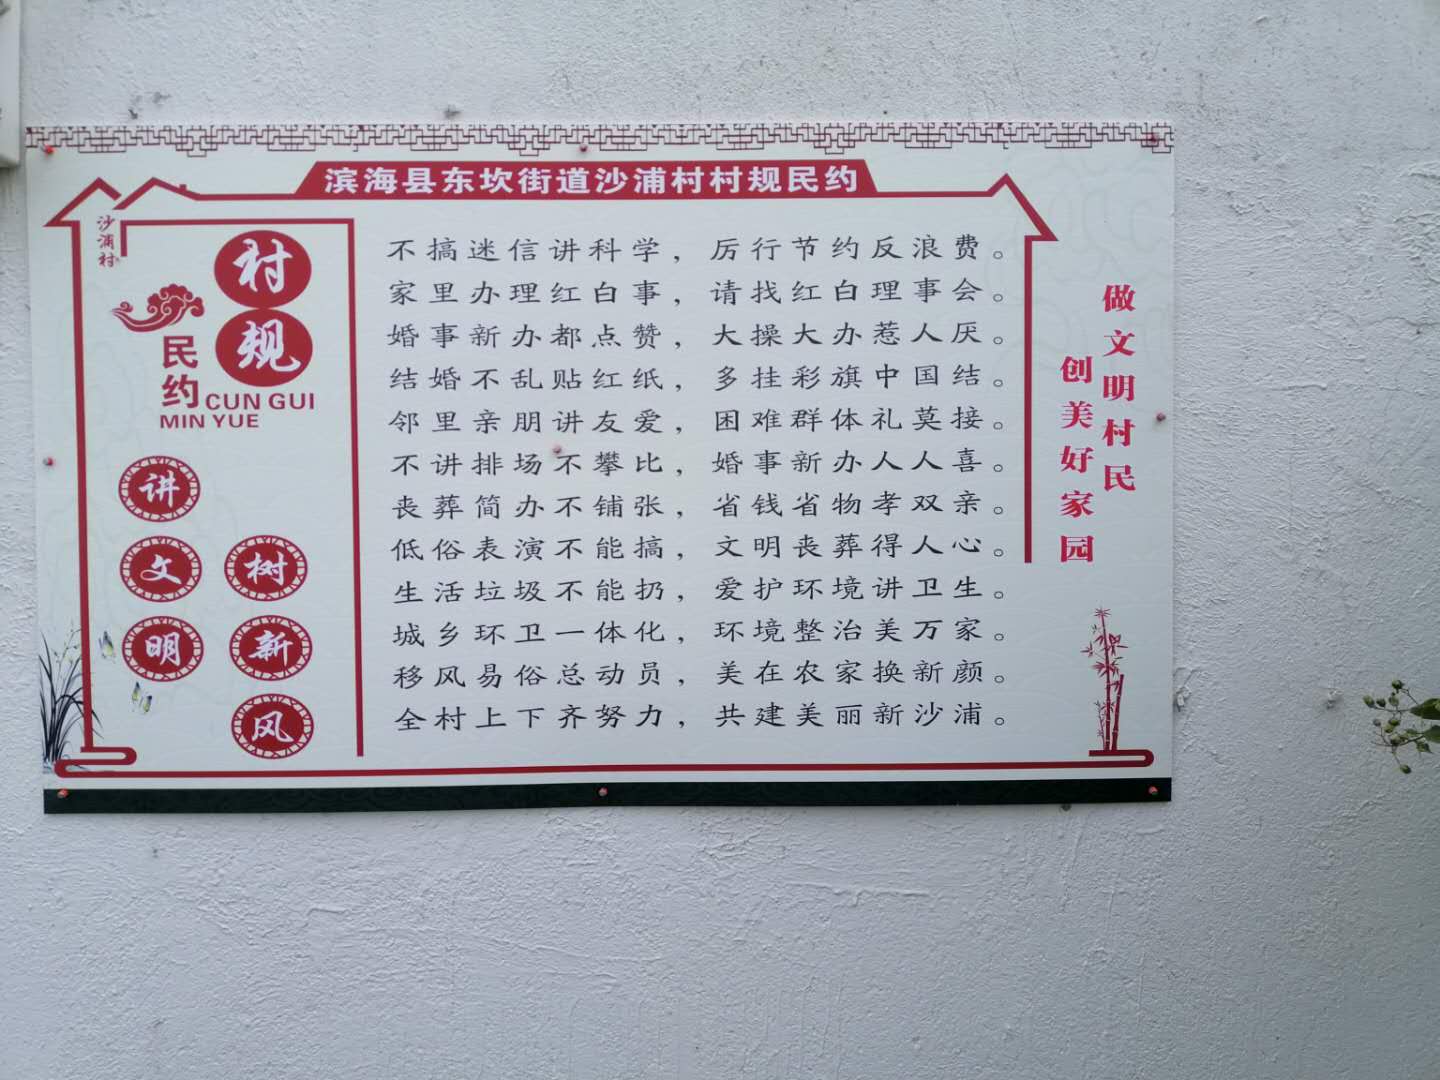 滨海县东坎街道沙浦村村规民约
沙浦村
村规
民约
CUN GUI
MIN YUE
讲文明
树新风
不搞迷信讲科学，厉行节约反浪费。
家里办理红白事，请找红白理事会。
婚事新办都点赞，大操大办惹人厌。
结婚不乱贴红纸，多挂彩旗中国结。
邻里亲朋讲友爱，困难群体礼莫接。
不讲排场不攀比，婚事新办人人喜。
丧葬简办不铺张，省钱省物孝双亲。
低俗表演不能搞，文明丧葬得人心。
生活垃圾不能扔，爱护环境讲卫生。
城乡环卫一体化，环境整治美万家。
移风易俗总动员，美在农家换新颜。
全村上下齐努力，共建美丽新沙浦。
做文明村民
创美好家园